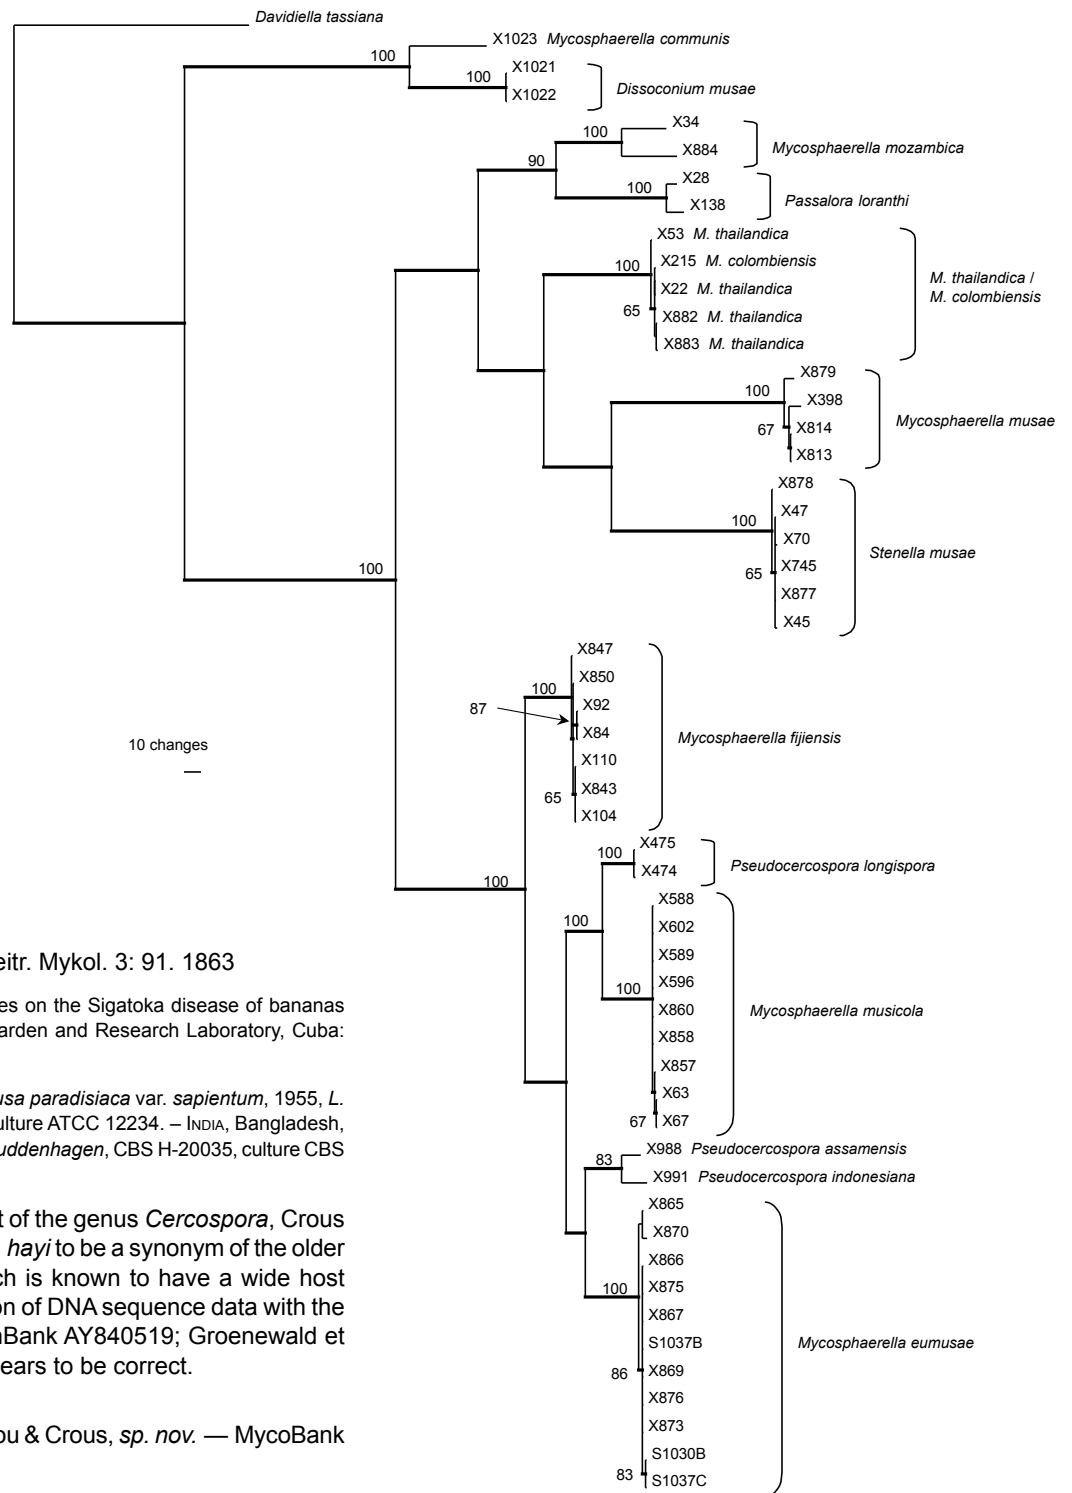 Davidiella tassiana
X1023 Mycosphaerella communis
100
X1021
100
X1022
Dissoconium musae
X34
100
X884
Mycosphaerella mozambica
90
X28
100
X138
Passalora loranthi
X53 M. thailandica
X215 M. colombiensis
100
X22 M. thailandica
65
X882 M. thailandica
X883 M. thailandica
M. thailandica /
M. colombiensis
X879
100
X398
67
X814
X813
Mycosphaerella musae
X878
X47
100
X70
X745
65
X877
X45
Stenella musae
100
X847
X850
100
87
X92
X84
X110
X843
65
X104
Mycosphaerella fijiensis
10 changes
100
X475
100
X474
Pseudocercospora longispora
100
X588
X602
X589
X596
100
X860
X858
X857
X63
67
X67
Mycosphaerella musicola
83
X988 Pseudocercospora assamensis
X991 Pseudocercospora indonesiana
X865
X870
X866
100
X875
X867
S1037B
86
X869
X876
X873
S1030B
83
S1037C
Mycosphaerella eumusae
eitr. Mykol. 3: 91. 1863
es on the Sigatoka disease of bananas
arden and Research Laboratory, Cuba:
usa paradisiaca var. sapientum, 1955, L.
ulture ATCC 12234. – INDIA, Bangladesh,
uddenhagen, CBS H-20035, culture CBS
t of the genus Cercospora, Crous
hayi to be a synonym of the older
ch is known to have a wide host
on of DNA sequence data with the
nBank AY840519; Groenewald et
ears to be correct.
ou & Crous, sp. nov. — MycoBank